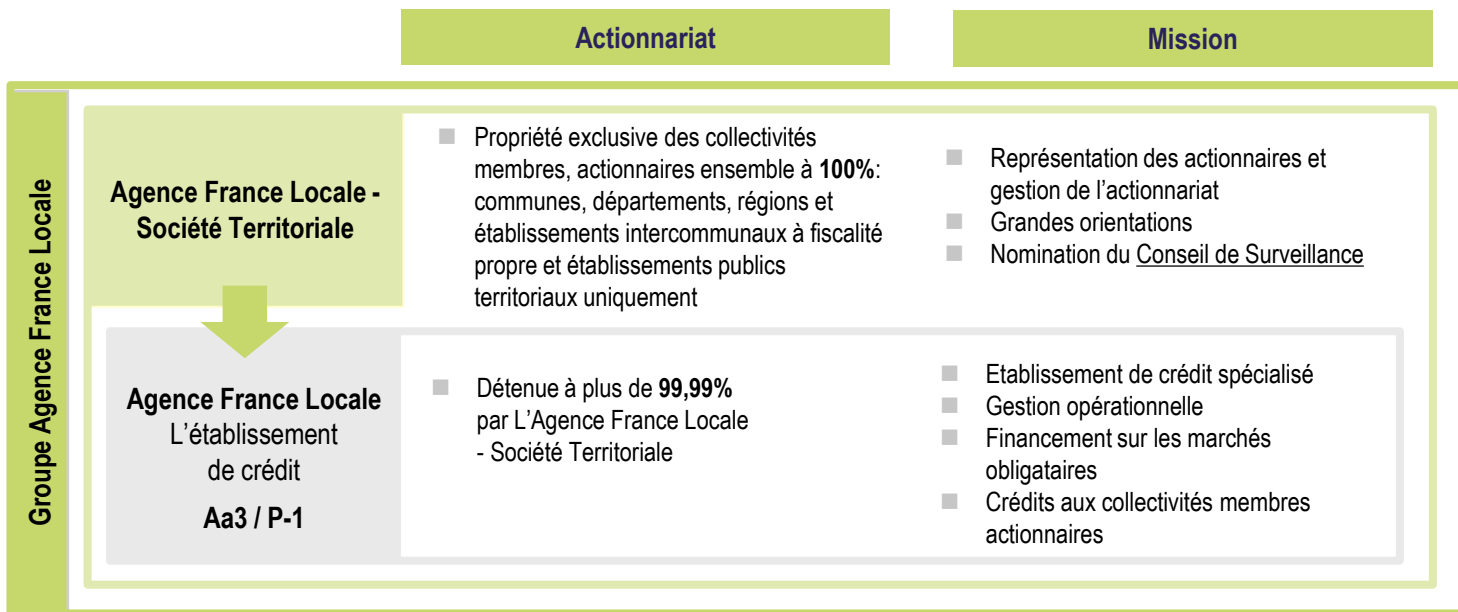 Actionnariat
Mission
Groupe Agence France Locale
Agence France Locale -
Société Territoriale
Propriété exclusive des collectivités
membres, actionnaires ensemble à 100%:
communes, départements, régions et
établissements intercommunaux à fiscalité
propre et établissements publics
territoriaux uniquement
Représentation des actionnaires et
gestion de l’actionnariat
Grandes orientations
Nomination du Conseil de Surveillance
Agence France Locale
L’établissement
de crédit
Aa3 / P-1
Détenue à plus de 99,99%
par L’Agence France Locale
- Société Territoriale
Etablissement de crédit spécialisé
Gestion opérationnelle
Financement sur les marchés
obligataires
Crédits aux collectivités membres
actionnaires